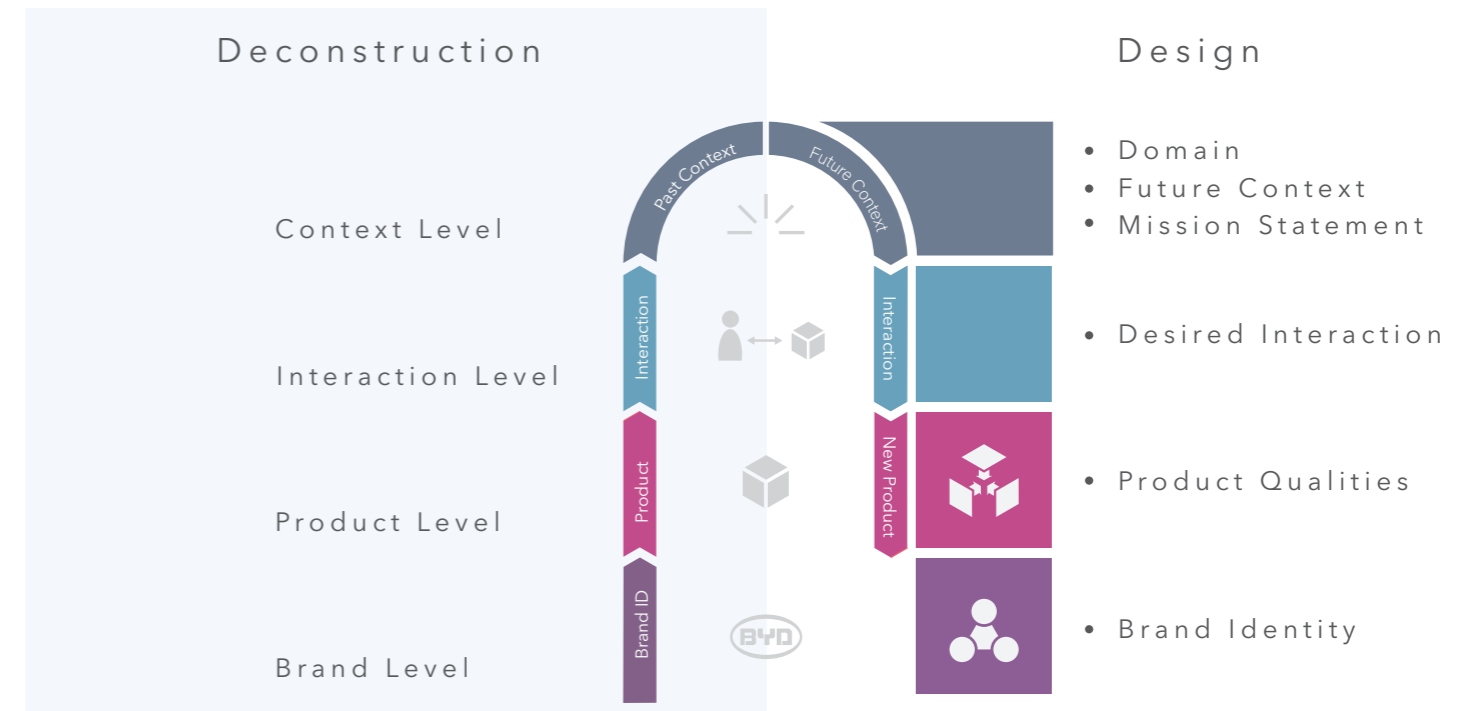 Deconstruction
Design
Past Context
Future Context
• Domain
• Future Context
• Mission Statement
Context Level
Interaction
Interaction
• Desired Interaction
Interaction Level
Product
New Product
• Product Qualities
Product Level
Brand ID
BYD
• Brand Identity
Brand Level